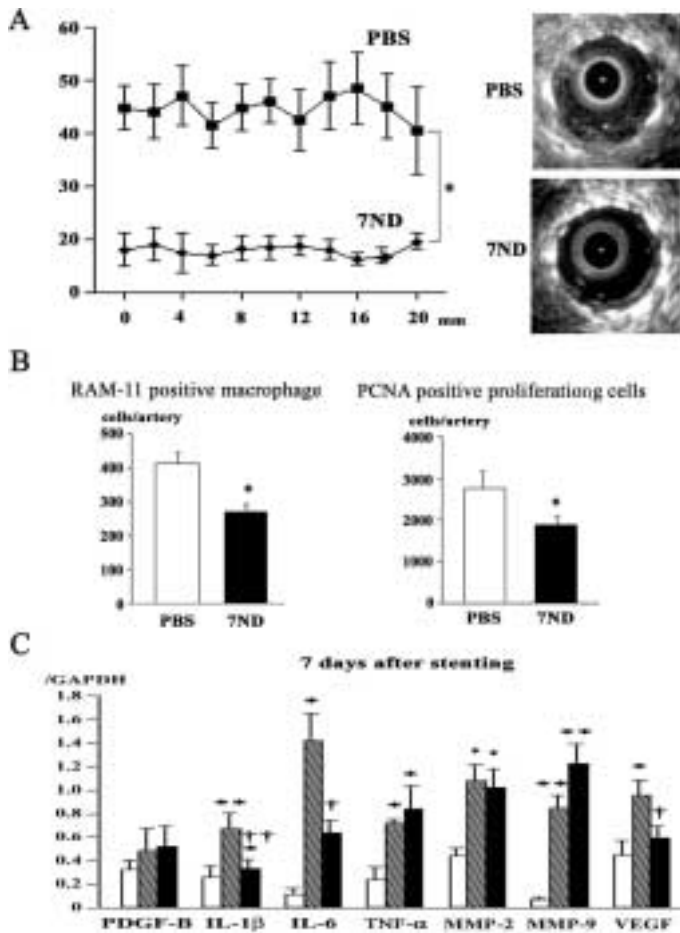 A
60
50
40
30
20
10
0
PBS
*
7ND
0 4 8 12 16 20 mm
PBS
7ND
B
RAM-11 positive macrophage
cells/artery
500
400
300
200
100
0
*
PBS 7ND
PCNA positive proliferationg cells
cells/artery
4000
3000
2000
1000
0
*
PBS 7ND
C
7 days after stenting
/GAPDH
1.8
1.6
1.4
1.2
1.0
0.8
0.6
0.4
0.2
0
** †† * * † * * * * ** ** * †
PDGF-B IL-1β IL-6 TNF-α MMP-2 MMP-9 VEGF